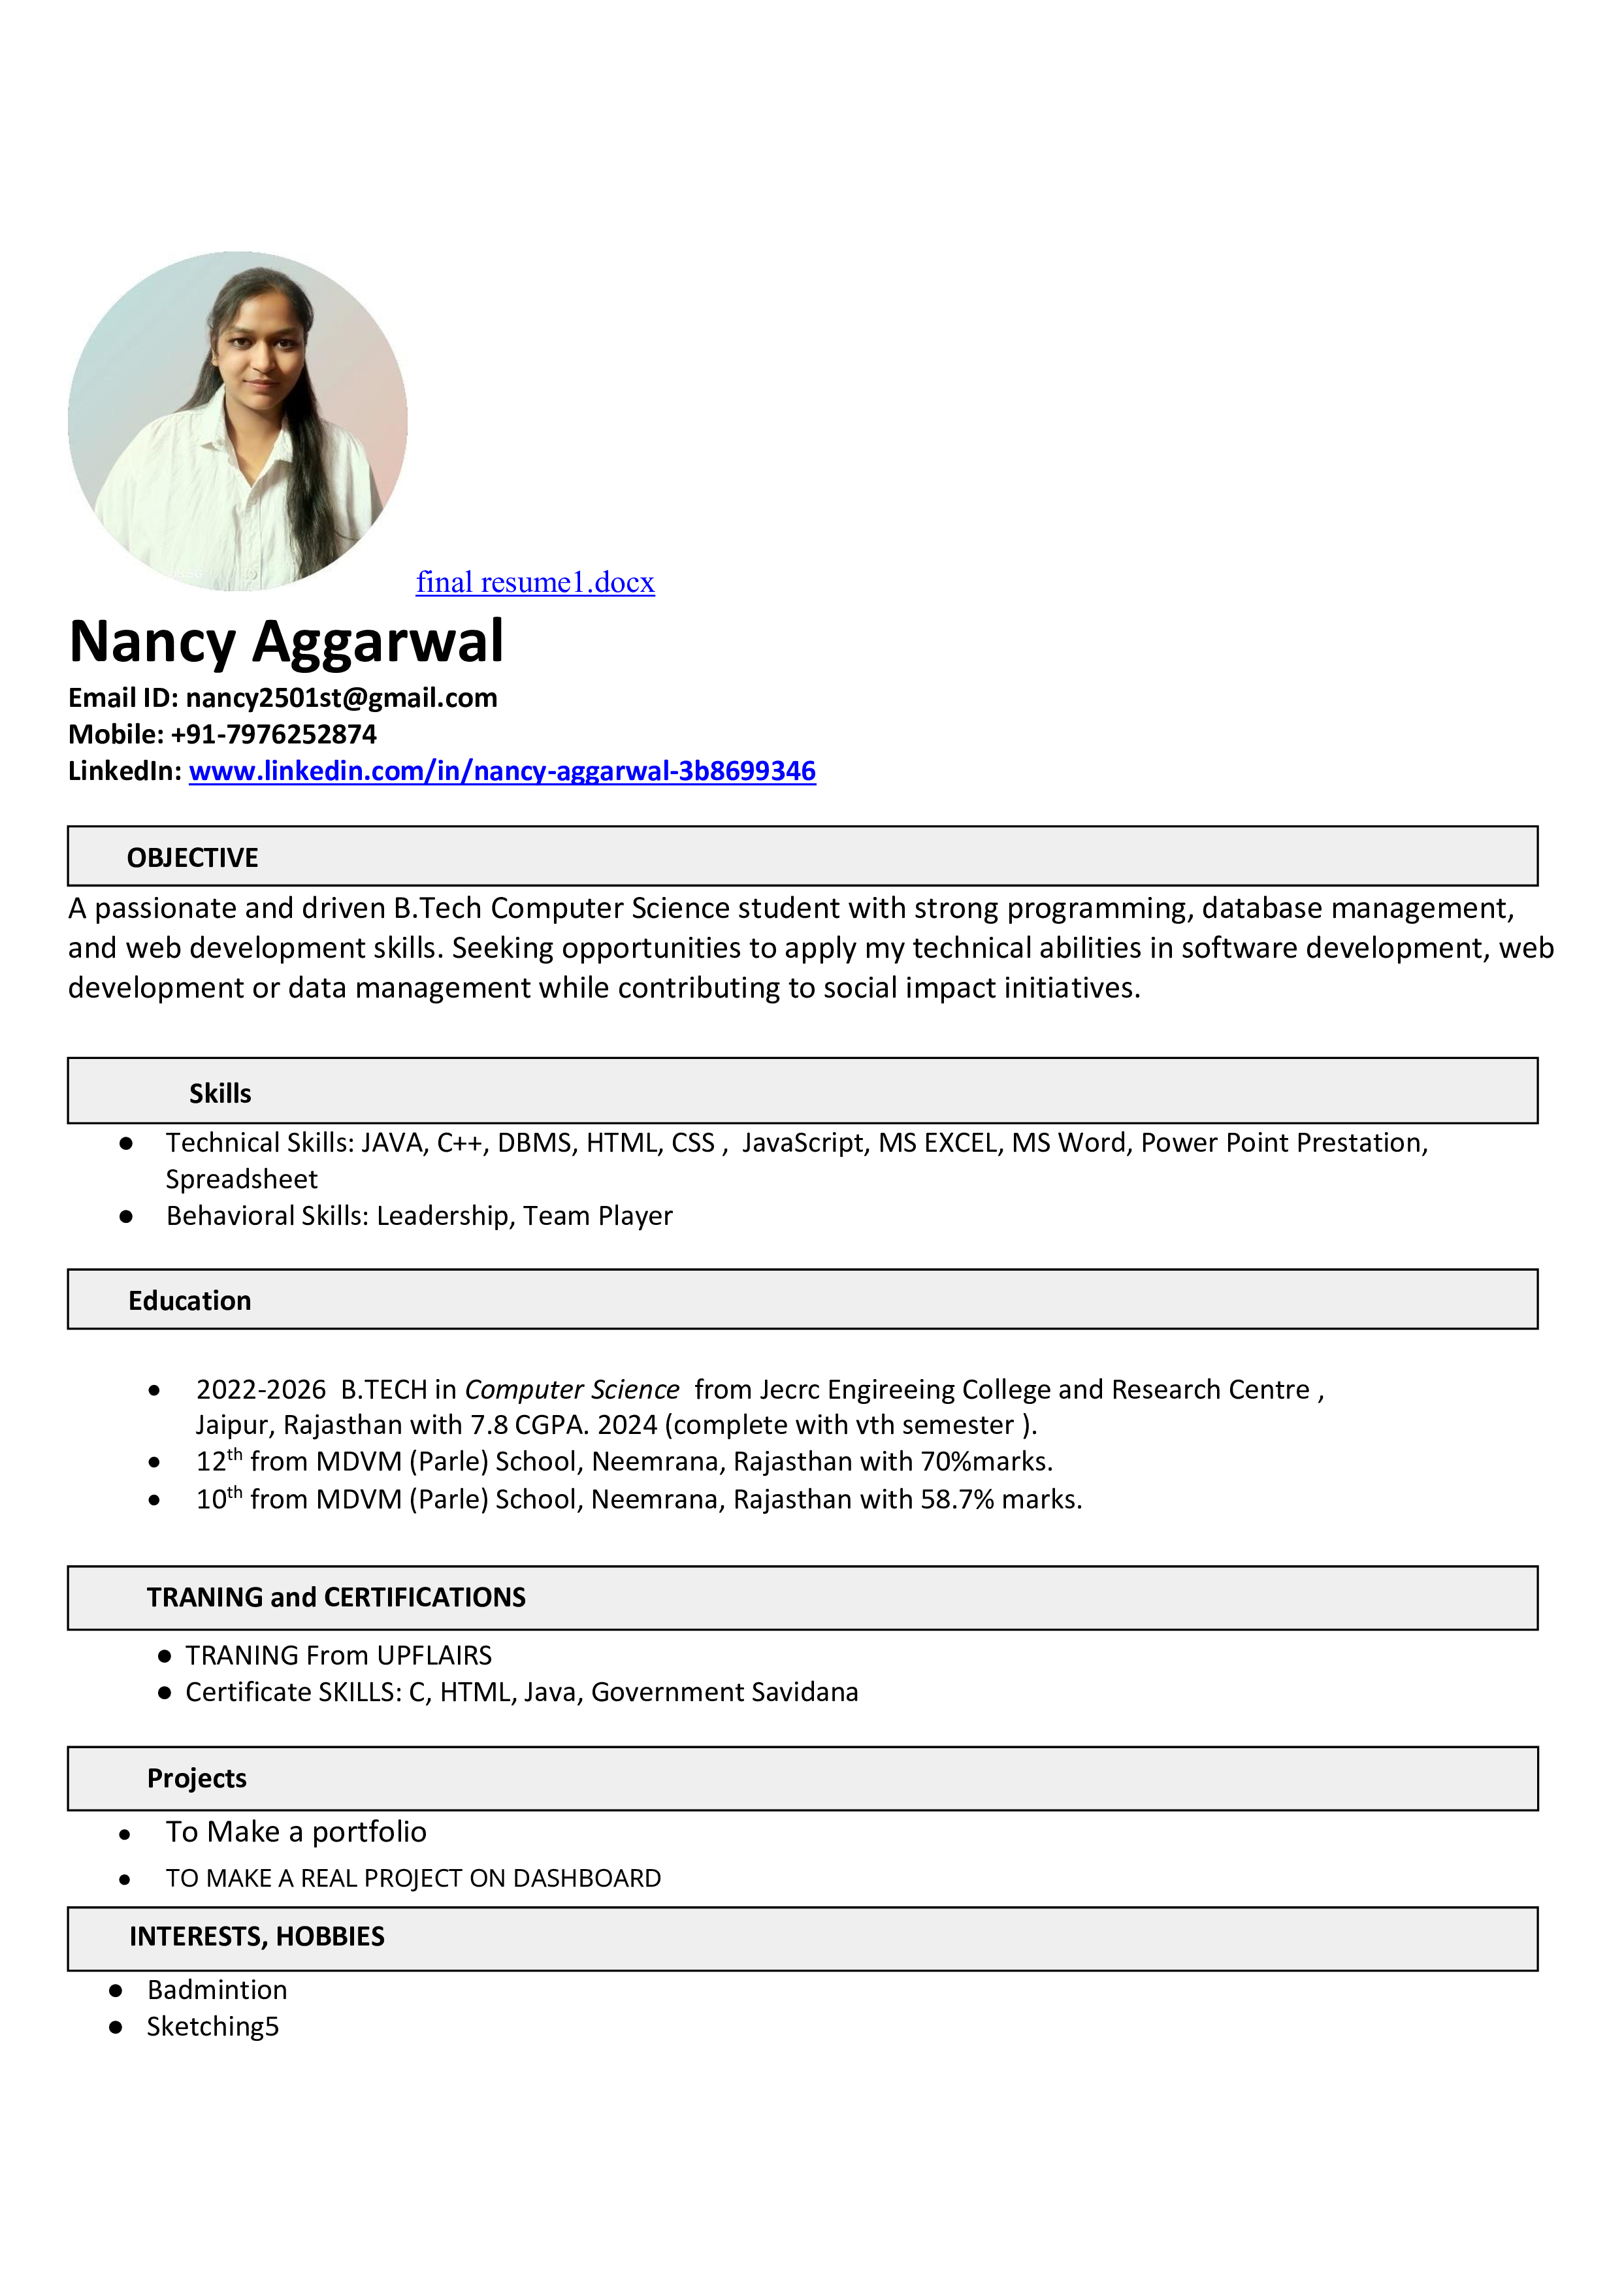 final resume1.docx
Nancy Aggarwal
Email ID: nancy2501st@gmail.com
Mobile: +91-7976252874
LinkedIn: www.linkedin.com/in/nancy-aggarwal-3b8699346
OBJECTIVE
A passionate and driven B.Tech Computer Science student with strong programming, database management,
and web development skills. Seeking opportunities to apply my technical abilities in software development, web
development or data management while contributing to social impact initiatives.
Skills
● Technical Skills: JAVA, C++, DBMS, HTML, CSS , JavaScript, MS EXCEL, MS Word, Power Point Prestation,
Spreadsheet
● Behavioral Skills: Leadership, Team Player
Education
● 2022-2026 B.TECH in Computer Science from Jecrc Engireeing College and Research Centre ,
Jaipur, Rajasthan with 7.8 CGPA. 2024 (complete with vth semester ).
● 12th from MDVM (Parle) School, Neemrana, Rajasthan with 70%marks.
● 10th from MDVM (Parle) School, Neemrana, Rajasthan with 58.7% marks.
TRANING and CERTIFICATIONS
● TRANING From UPFLAIRS
● Certificate SKILLS: C, HTML, Java, Government Savidana
Projects
● To Make a portfolio
● TO MAKE A REAL PROJECT ON DASHBOARD
INTERESTS, HOBBIES
● Badmintion
● Sketching5